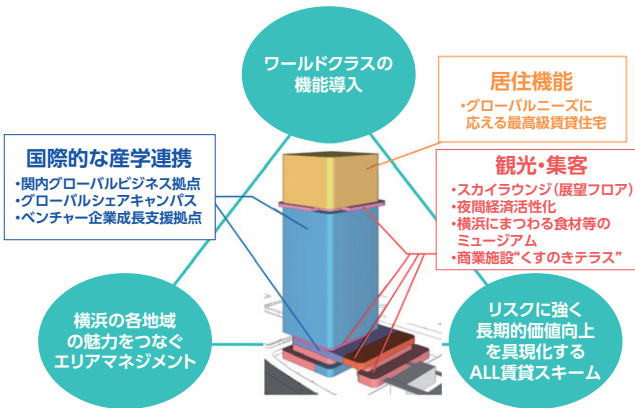 ワールドクラスの
機能導入
居住機能
・グローバルニーズに
応える最高級賃貸住宅
国際的な産学連携
・関内グローバルビジネス拠点
・グローバルシェアキャンパス
・ベンチャー企業成長支援拠点
観光・集客
・スカイラウンジ（展望フロア）
・夜間経済活性化
・横浜にまつわる食材等の
ミュージアム
・商業施設“くすのきテラス”
横浜の各地域
の魅力をつなぐ
エリアマネジメント
リスクに強く
長期的価値向上
を具現化する
ALL賃貸スキーム